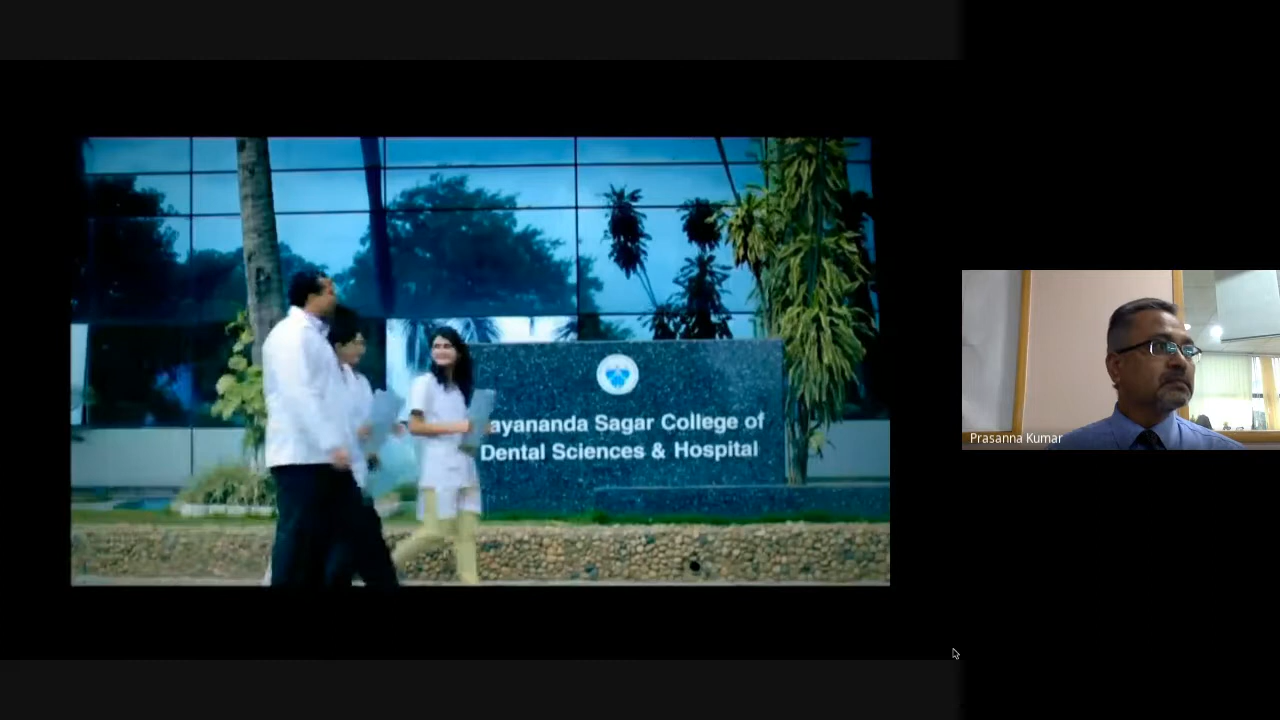 ayananda Sagar College of
Dental Sciences & Hospital
Prasanna Kumar